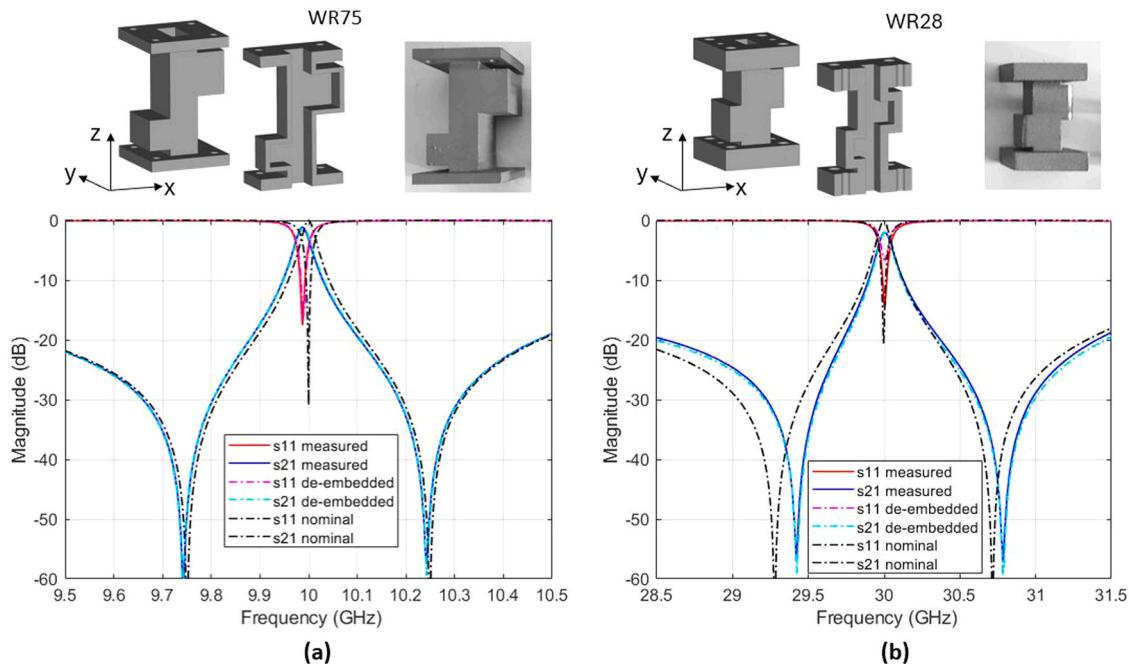 WR75
z
y
x
0
-10
-20
-30
-40
-50
-60
Magnitude (dB)
s11 measured
s21 measured
s11 de-embedded
s21 de-embedded
s11 nominal
s21 nominal
9.5 9.6 9.7 9.8 9.9 10 10.1 10.2 10.3 10.4 10.5
Frequency (GHz)
(a)
WR28
z
y
x
0
-10
-20
-30
-40
-50
-60
Magnitude (dB)
s11 measured
s21 measured
s11 de-embedded
s21 de-embedded
s11 nominal
s21 nominal
28.5 29 29.5 30 30.5 31 31.5
Frequency (GHz)
(b)